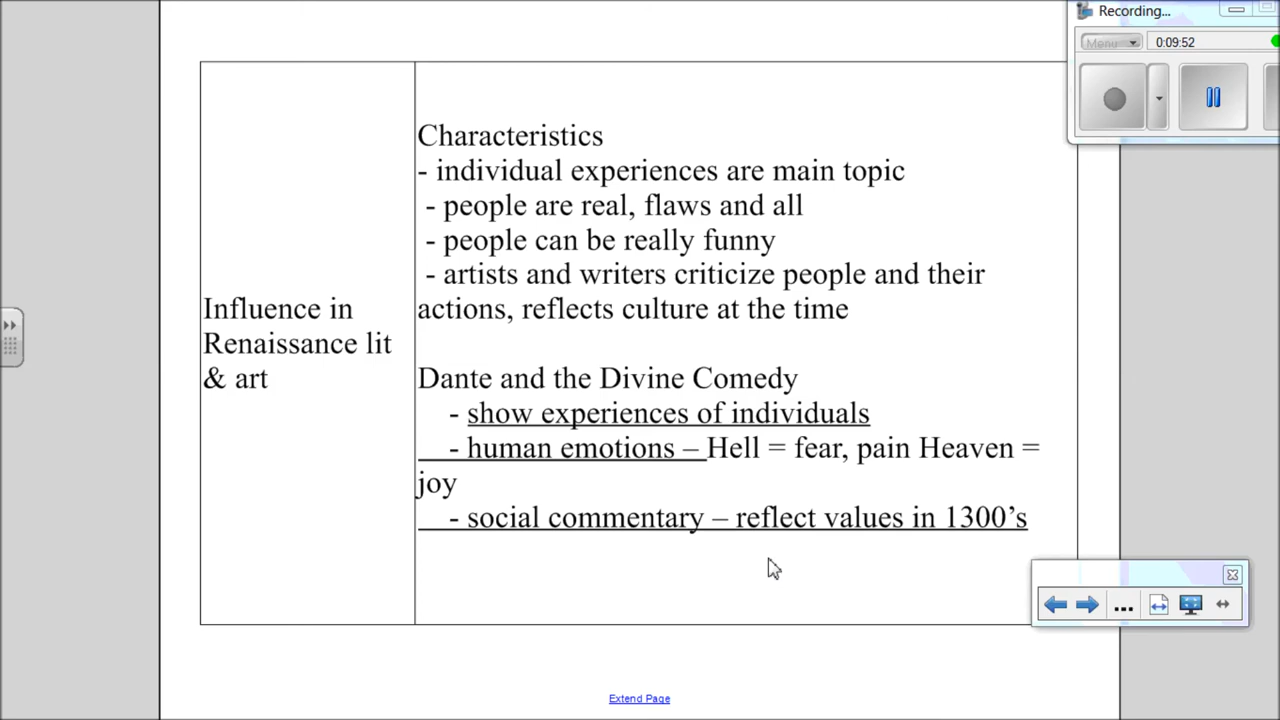 Recording...
Menu
0:09:52
Characteristics
- individual experiences are main topic
- people are real, flaws and all
- people can be really funny
- artists and writers criticize people and their
actions, reflects culture at the time
Influence in
Renaissance lit
& art
Dante and the Divine Comedy
- show experiences of individuals
- human emotions – Hell = fear, pain Heaven =
joy
- social commentary – reflect values in 1300’s
...
Extend Page